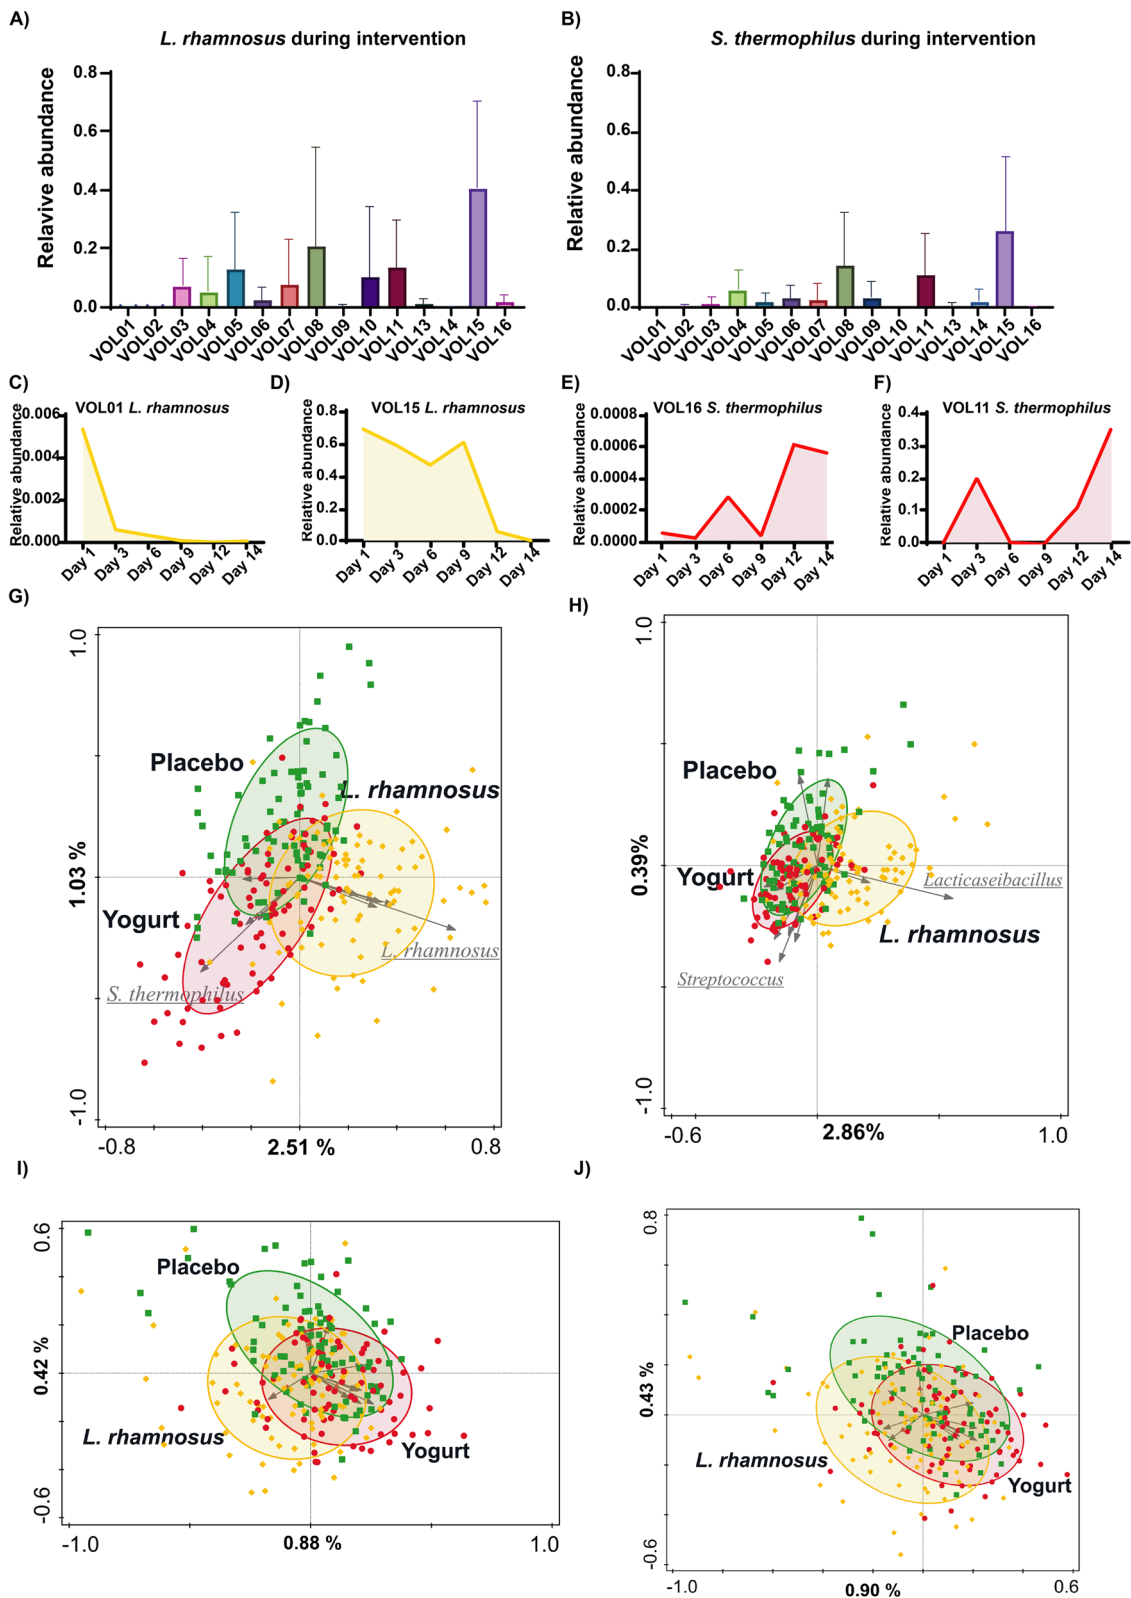 A)
L. rhamnosus during intervention
Relavive abundance
0.8
0.6
0.4
0.2
0.0
VOL01
VOL02
VOL03
VOL04
VOL05
VOL06
VOL07
VOL08
VOL09
VOL10
VOL11
VOL13
VOL14
VOL15
VOL16
B)
S. thermophilus during intervention
Relative abundance
0.8
0.6
0.4
0.2
0.0
VOL01
VOL02
VOL03
VOL04
VOL05
VOL06
VOL07
VOL08
VOL09
VOL10
VOL11
VOL13
VOL14
VOL15
VOL16
C)
VOL01 L. rhamnosus
Relative abundance
0.006
0.004
0.002
0.000
Day 1
Day 3
Day 6
Day 9
Day 12
Day 14
D)
VOL15 L. rhamnosus
Relative abundance
0.8
0.6
0.4
0.2
0.0
Day 1
Day 3
Day 6
Day 9
Day 12
Day 14
E)
VOL16 S. thermophilus
Relative abundance
0.0008
0.0006
0.0004
0.0002
0.0000
Day 1
Day 3
Day 6
Day 9
Day 12
Day 14
F)
VOL11 S. thermophilus
Relative abundance
0.4
0.3
0.2
0.1
0.0
Day 1
Day 3
Day 6
Day 9
Day 12
Day 14
G)
1.0
Placebo
L. rhamnosus
1.03 %
Yogurt
L. rhamnosus
S. thermophilus
-1.0
-0.8
2.51 %
0.8
H)
1.0
Placebo
0.39%
Yogurt
Lacticaseibacillus
L. rhamnosus
Streptococcus
-1.0
-0.6
2.86%
1.0
I)
0.6
Placebo
0.42 %
L. rhamnosus
Yogurt
-0.6
-1.0
0.88 %
1.0
J)
0.8
Placebo
0.43 %
L. rhamnosus
Yogurt
-0.6
-1.0
0.90 %
0.6